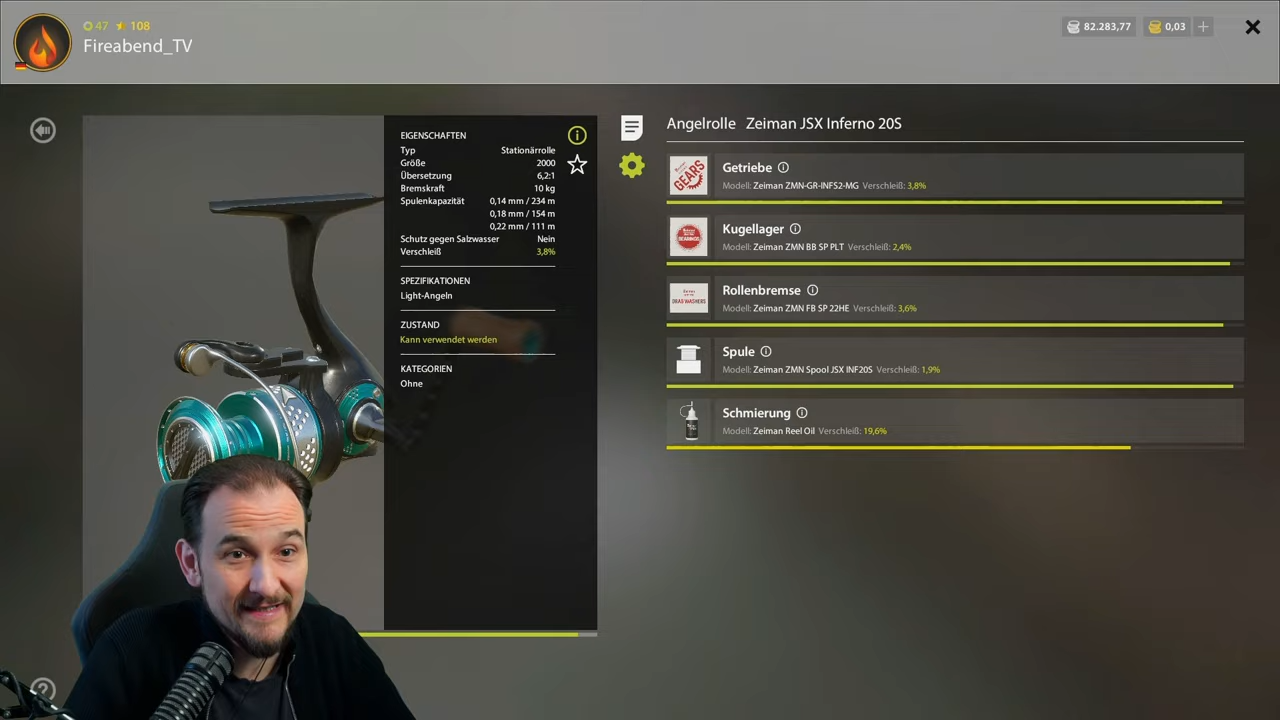 47 108
Fireabend_TV
82.283,77
0,03
EIGENSCHAFTEN
Typ Stationärrolle
Größe 2000
Übersetzung 6,2:1
Bremskraft 10 kg
Spulenkapazität 0,14 mm / 234 m
0,18 mm / 154 m
0,22 mm / 111 m
Schutz gegen Salzwasser Nein
Verschleiß 3,8%
SPEZIFIKATIONEN
Light-Angeln
ZUSTAND
Kann verwendet werden
KATEGORIEN
Ohne
Angelrolle Zeiman JSX Inferno 20S
GEARS
Getriebe
Modell: Zeiman ZMN-GR-INFS2-MG Verschleiß: 3,8%
Kugellager
Modell: Zeiman ZMN BB SP PLT Verschleiß: 2,4%
DRAG WASHERS
Rollenbremse
Modell: Zeiman ZMN FB SP 22HE Verschleiß: 3,6%
Spule
Modell: Zeiman ZMN Spool JSX INF20S Verschleiß: 1,9%
Schmierung
Modell: Zeiman Reel Oil Verschleiß: 19,6%